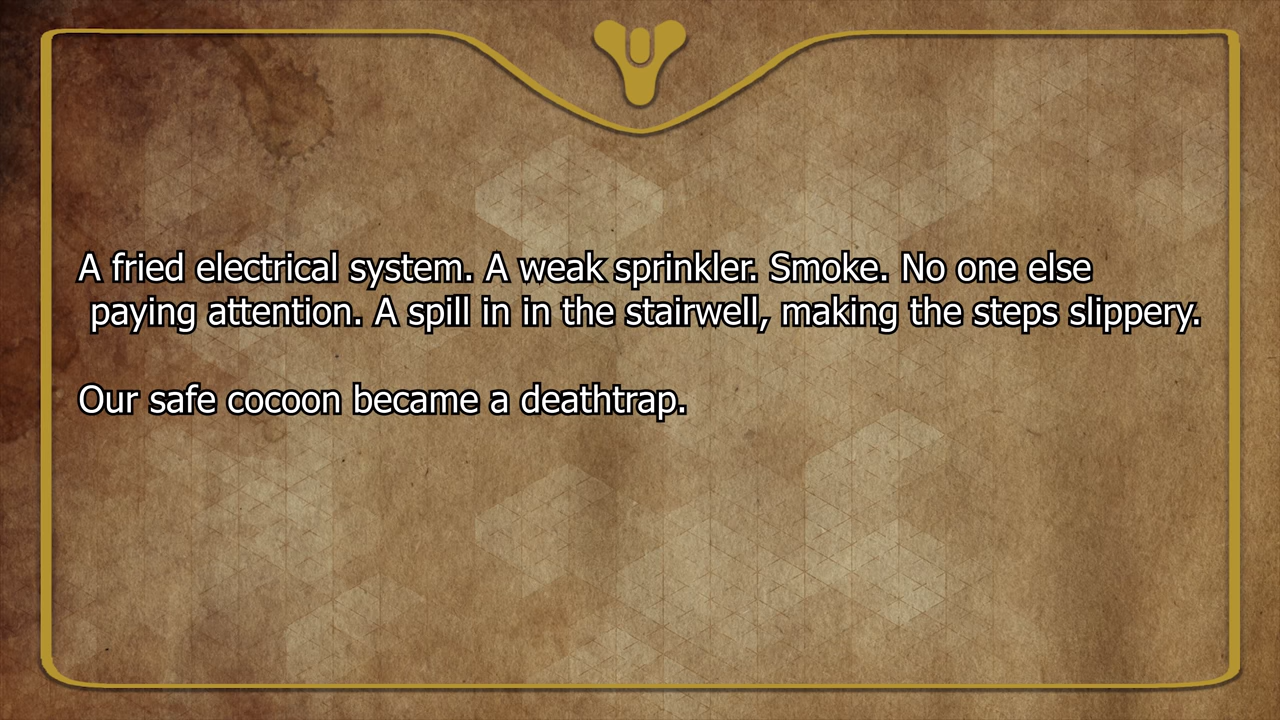 A fried electrical system. A weak sprinkler. Smoke. No one else
paying attention. A spill in in the stairwell, making the steps slippery.
Our safe cocoon became a deathtrap.